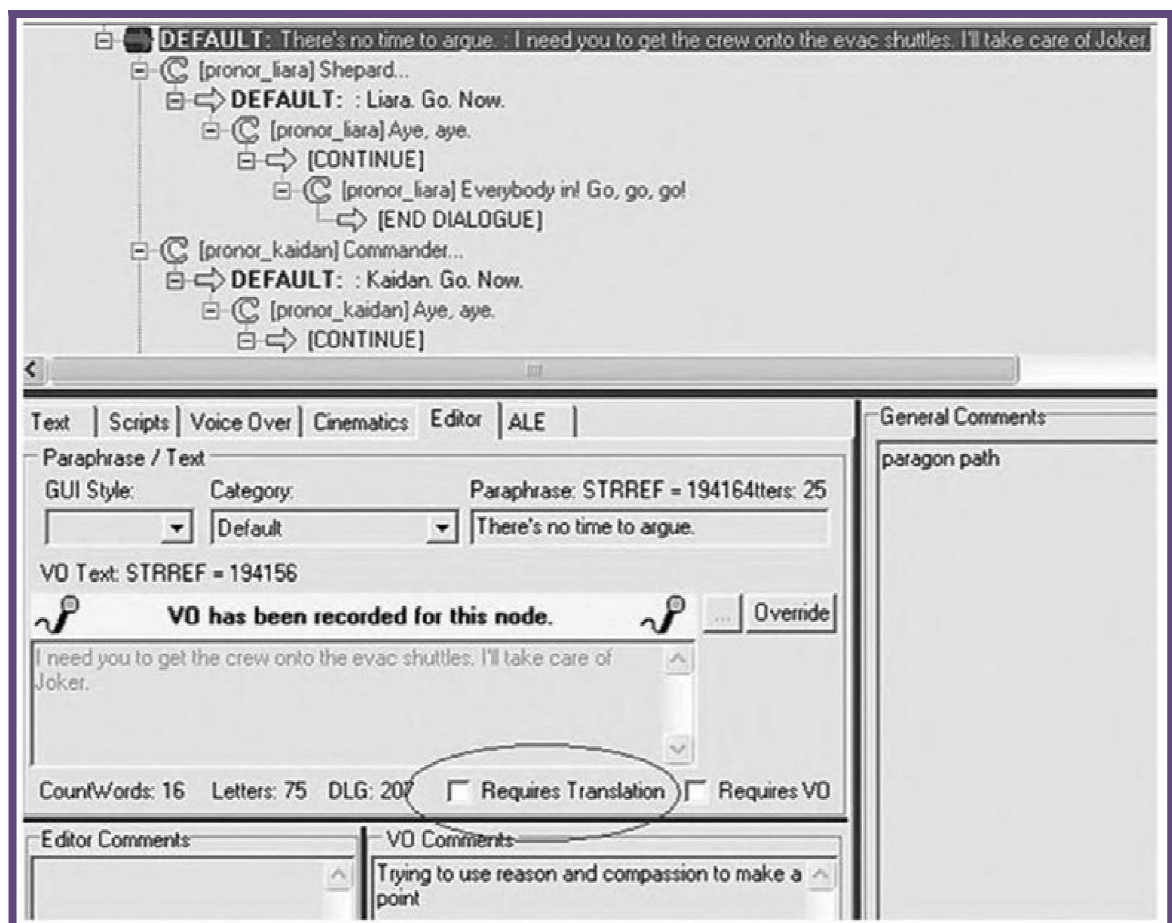 DEFAULT: There's no time to argue. : I need you to get the crew onto the evac shuttles. I'll take care of Joker.
[pronor_liara] Shepard...
DEFAULT: : Liara. Go. Now.
[pronor_liara] Aye, aye.
[CONTINUE]
[pronor_liara] Everybody in! Go, go, go!
[END DIALOGUE]
[pronor_kaidan] Commander...
DEFAULT: : Kaidan. Go. Now.
[pronor_kaidan] Aye, aye.
[CONTINUE]
Text Scripts Voice Over Cinematics Editor ALE
General Comments
paragon path
Paraphrase / Text
GUI Style: Category: Paraphrase: STRREF = 194164tters: 25
Default There's no time to argue.
VO Text: STRREF = 194156
VO has been recorded for this node. ... Override
I need you to get the crew onto the evac shuttles. I'll take care of
Joker.
Count/Words: 16 Letters: 75 DLG: 207 Requires Translation Requires VO
Editor Comments
VO Comments
Trying to use reason and compassion to make a
point